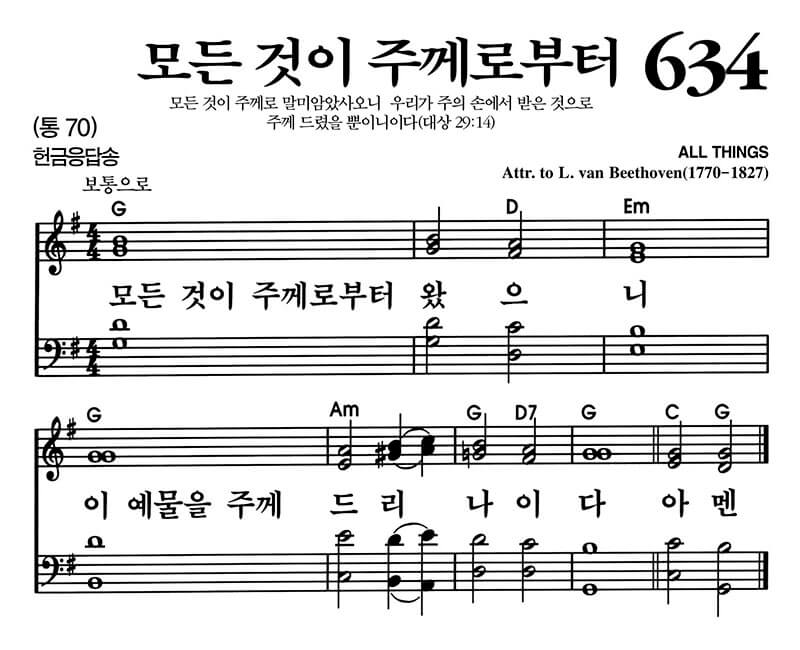 모든 것이 주께로부터 634
모든 것이 주께로 말미암았사오니 우리가 주의 손에서 받은 것으로
주께 드렸을 뿐이니이다(대상 29:14)
(통 70)
헌금응답송
ALL THINGS
Attr. to L. van Beethoven(1770-1827)
보통으로
G D Em
4 4
모든 것이 주께로부터 왔 으 니
4 4
G Am G D7 G C G
이 예물을 주께 드 리 나 이 다 아 멘